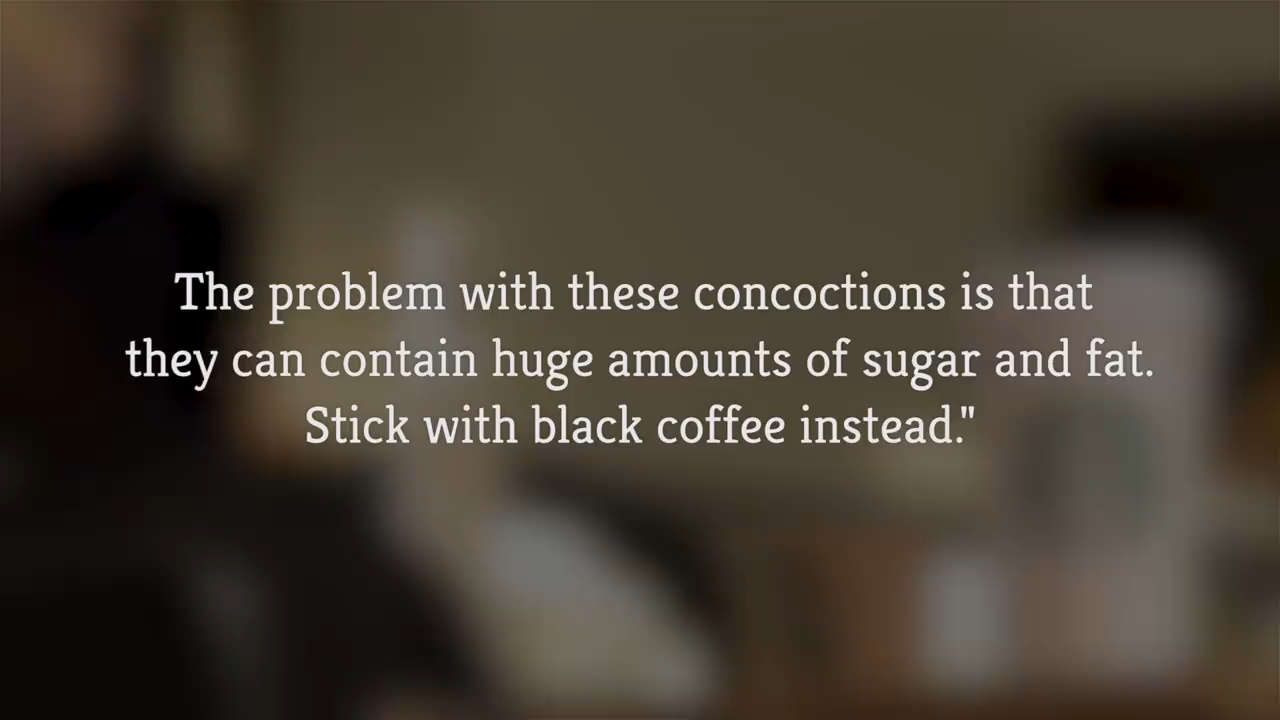 The problem with these concoctions is that
they can contain huge amounts of sugar and fat.
Stick with black coffee instead."